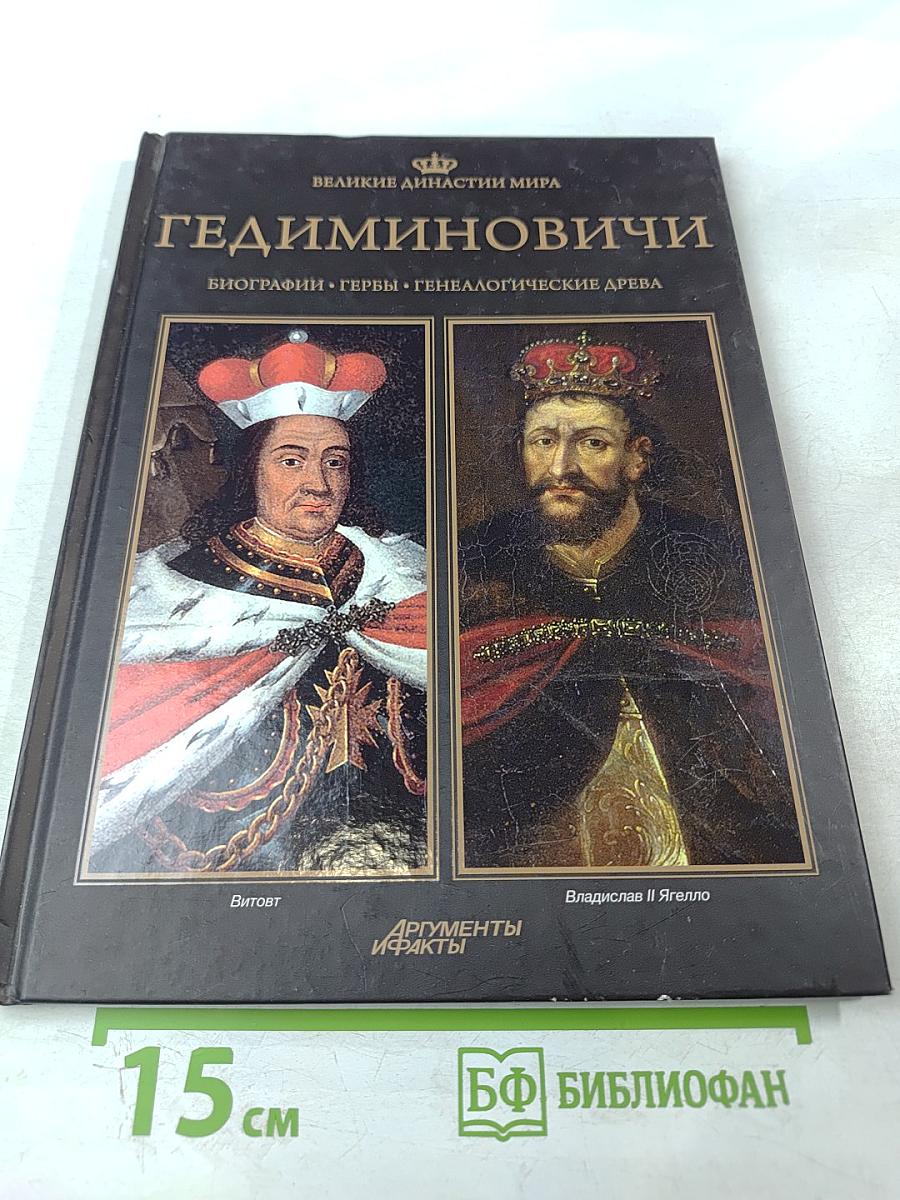 ВЕЛИКИЕ ДИНАСТИИ МИРА
ГЕДИМИНОВИЧИ
БИОГРАФИИ • ГЕРБЫ • ГЕНЕАЛОГИЧЕСКИЕ ДРЕВА
Витовт
Владислав II Ягелло
АРГУМЕНТЫ
И ФАКТЫ
15 см
БФ БИБЛИОФАН